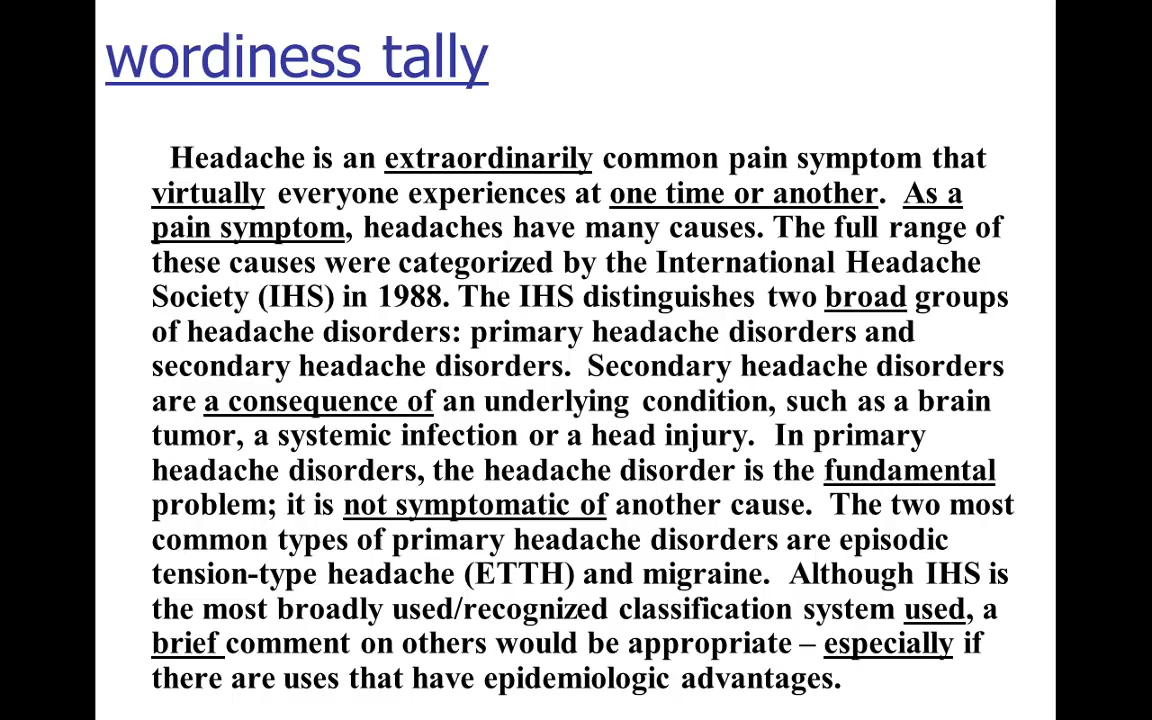 wordiness tally
Headache is an extraordinarily common pain symptom that
virtually everyone experiences at one time or another. As a
pain symptom, headaches have many causes. The full range of
these causes were categorized by the International Headache
Society (IHS) in 1988. The IHS distinguishes two broad groups
of headache disorders: primary headache disorders and
secondary headache disorders. Secondary headache disorders
are a consequence of an underlying condition, such as a brain
tumor, a systemic infection or a head injury. In primary
headache disorders, the headache disorder is the fundamental
problem; it is not symptomatic of another cause. The two most
common types of primary headache disorders are episodic
tension-type headache (ETTH) and migraine. Although IHS is
the most broadly used/recognized classification system used, a
brief comment on others would be appropriate – especially if
there are uses that have epidemiologic advantages.